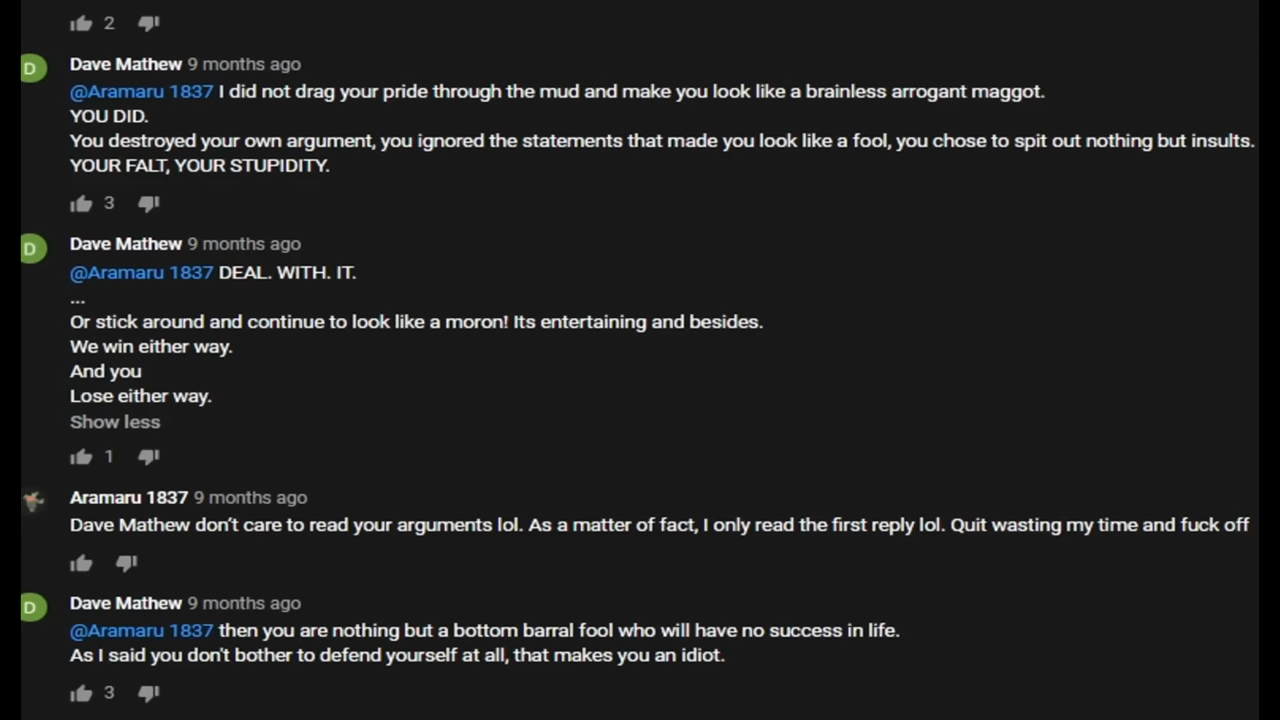 2
D
Dave Mathew 9 months ago
@Aramaru 1837 I did not drag your pride through the mud and make you look like a brainless arrogant maggot.
YOU DID.
You destroyed your own argument, you ignored the statements that made you look like a fool, you chose to spit out nothing but insults.
YOUR FALT, YOUR STUPIDITY.
3
D
Dave Mathew 9 months ago
@Aramaru 1837 DEAL. WITH. IT.
...
Or stick around and continue to look like a moron! Its entertaining and besides.
We win either way.
And you
Lose either way.
Show less
1
Aramaru 1837 9 months ago
Dave Mathew don't care to read your arguments lol. As a matter of fact, I only read the first reply lol. Quit wasting my time and fuck off
D
Dave Mathew 9 months ago
@Aramaru 1837 then you are nothing but a bottom barral fool who will have no success in life.
As I said you don't bother to defend yourself at all, that makes you an idiot.
3